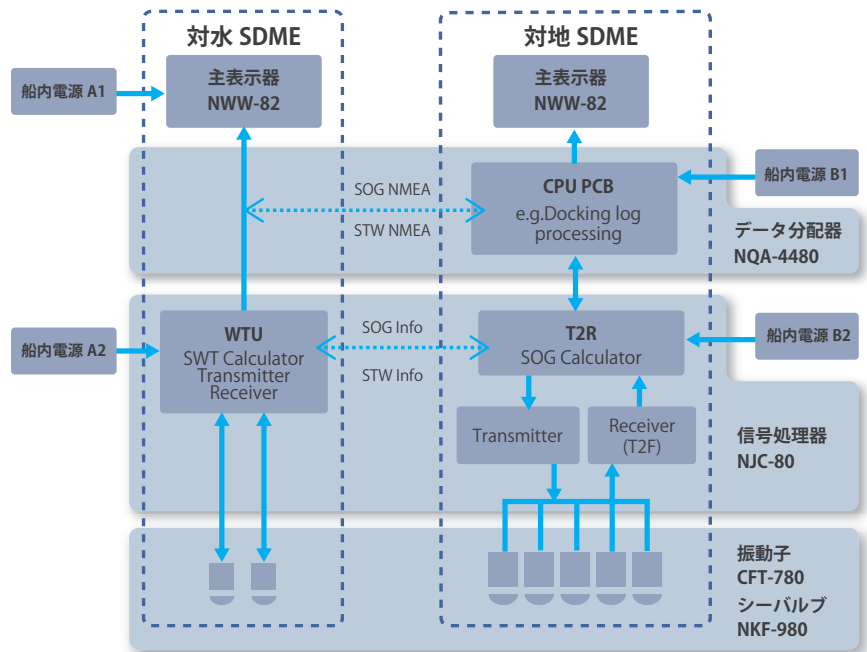 対水 SDME
対地 SDME
船内電源 A1
主表示器
NWW-82
主表示器
NWW-82
SOG NMEA
STW NMEA
CPU PCB
e.g.Docking log
processing
船内電源 B1
データ分配器
NQA-4480
船内電源 A2
WTU
SWT Calculator
Transmitter
Receiver
SOG Info
STW Info
T2R
SOG Calculator
船内電源 B2
Transmitter
Receiver
(T2F)
信号処理器
NJC-80
振動子
CFT-780
シーバルブ
NKF-980